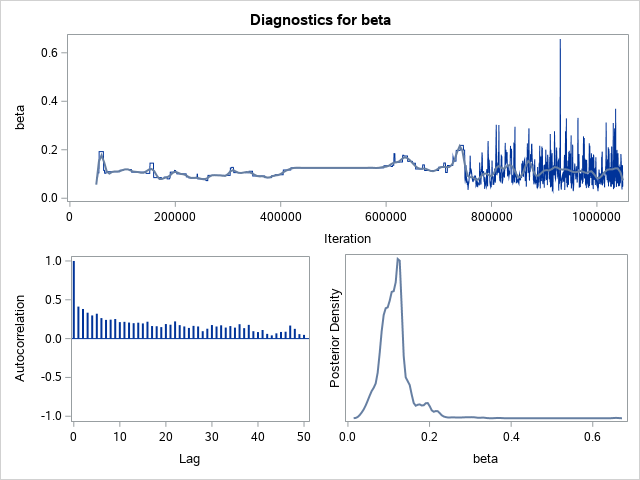 Diagnostics for beta
beta
0.6
0.4
0.2
0.0
0 200000 400000 600000 800000 1000000
Iteration
Autocorrelation
1.0
0.5
0.0
-0.5
-1.0
0 10 20 30 40 50
Lag
Posterior Density
0.0 0.2 0.4 0.6
beta